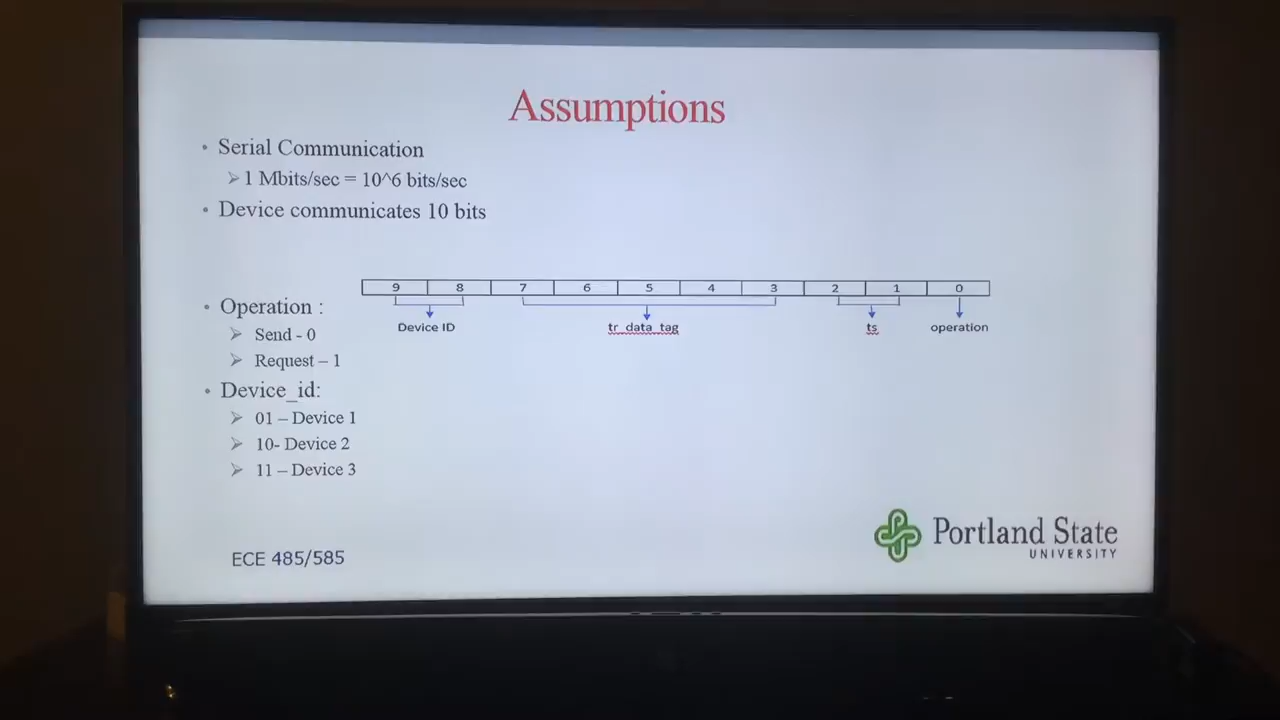 Assumptions
• Serial Communication
➢ 1 Mbits/sec = 10^6 bits/sec
• Device communicates 10 bits
9 8 7 6 5 4 3 2 1 0
Device ID tr_data_tag ts operation
• Operation :
➢ Send - 0
➢ Request – 1
• Device_id:
➢ 01 – Device 1
➢ 10- Device 2
➢ 11 – Device 3
ECE 485/585
Portland State
UNIVERSITY